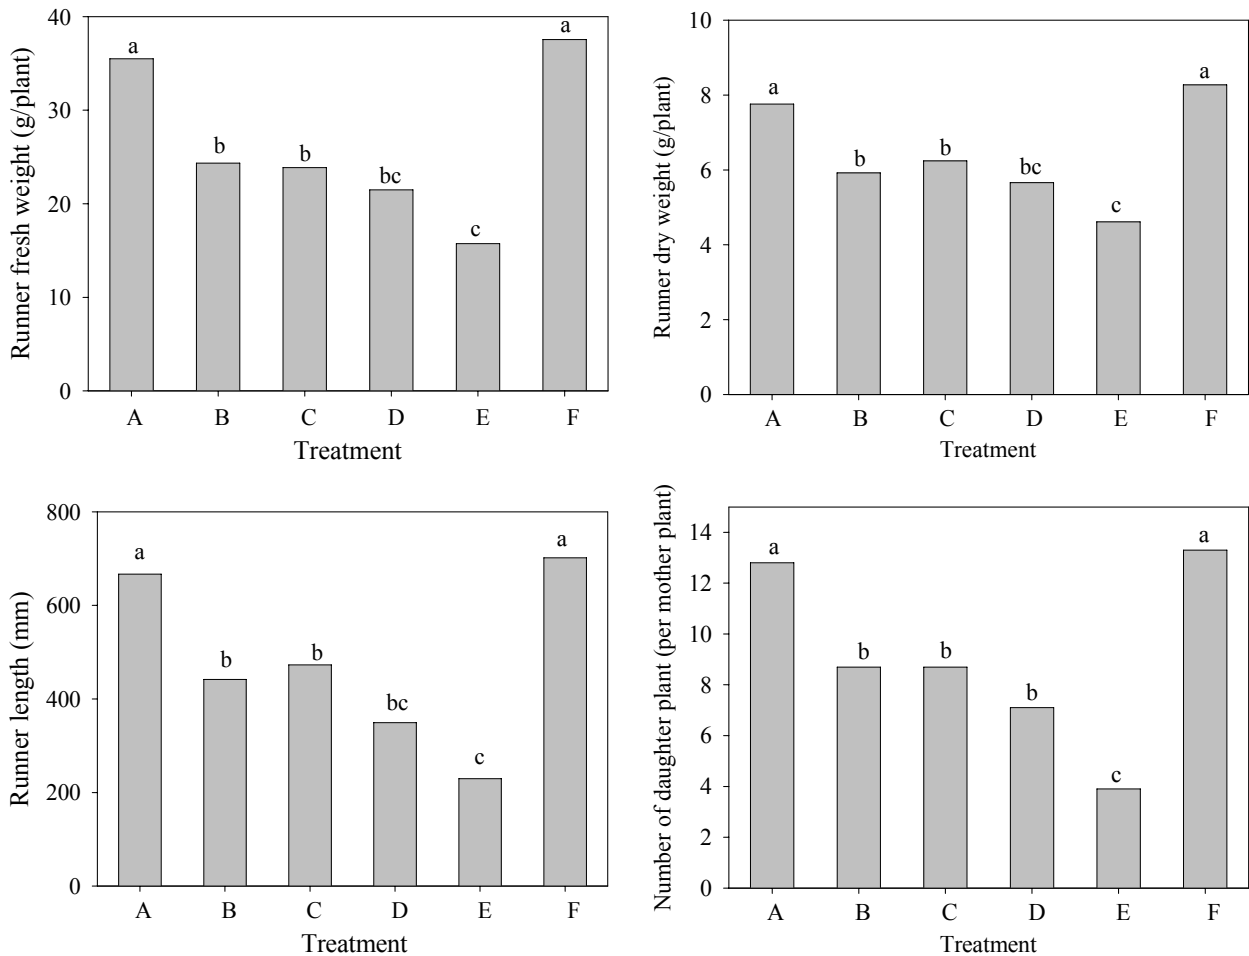 Runner fresh weight (g/plant)
40
30
20
10
0
a
b
b
bc
c
a
A B C D E F
Treatment
Runner dry weight (g/plant)
10
8
6
4
2
0
a
b
b
bc
c
a
A B C D E F
Treatment
Runner length (mm)
800
600
400
200
0
a
b
b
bc
c
a
A B C D E F
Treatment
Number of daughter plant (per mother plant)
14
12
10
8
6
4
2
0
a
b
b
b
c
a
A B C D E F
Treatment